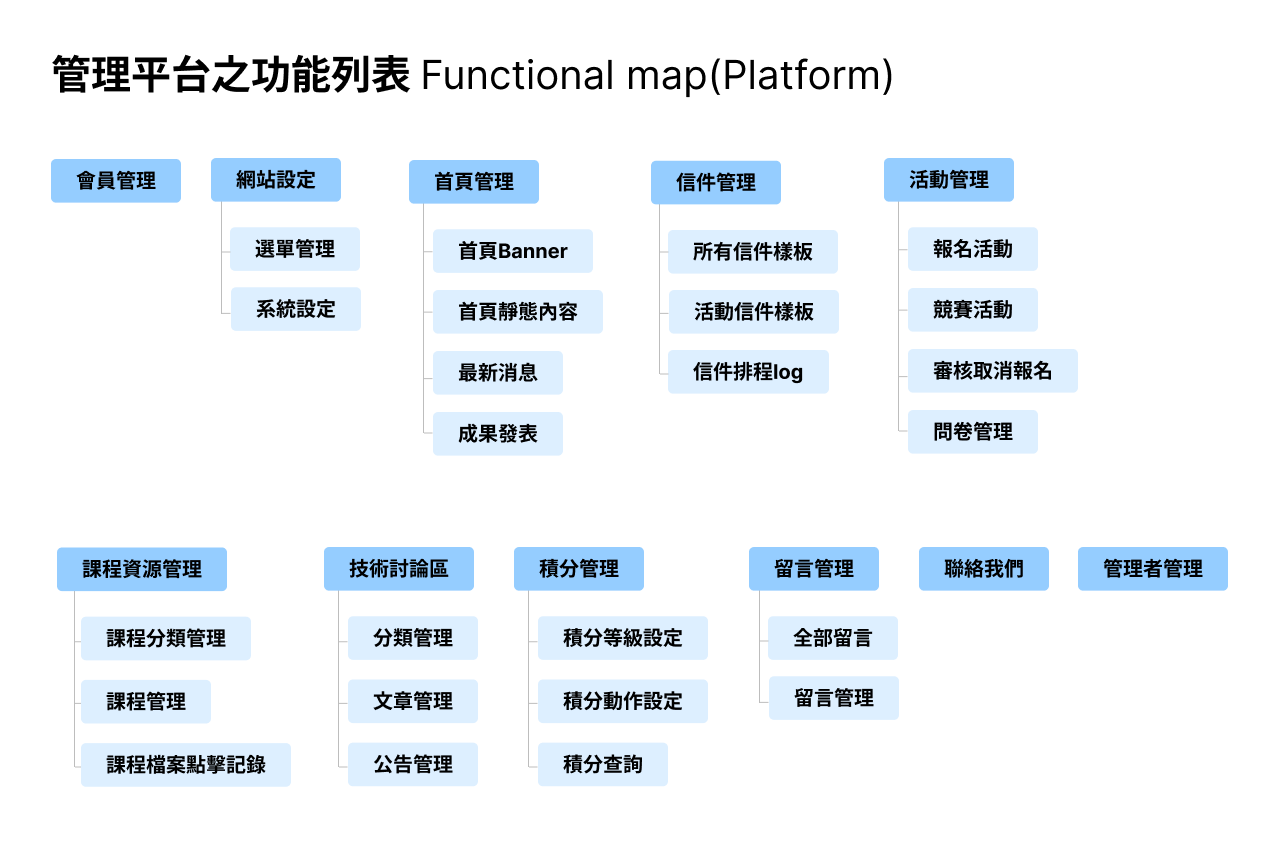 管理平台之功能列表 Functional map(Platform)
會員管理
網站設定
選單管理
系統設定
首頁管理
首頁Banner
首頁靜態內容
最新消息
成果發表
信件管理
所有信件樣板
活動信件樣板
信件排程log
活動管理
報名活動
競賽活動
審核取消報名
問卷管理
課程資源管理
課程分類管理
課程管理
課程檔案點擊記錄
技術討論區
分類管理
文章管理
公告管理
積分管理
積分等級設定
積分動作設定
積分查詢
留言管理
全部留言
留言管理
聯絡我們
管理者管理